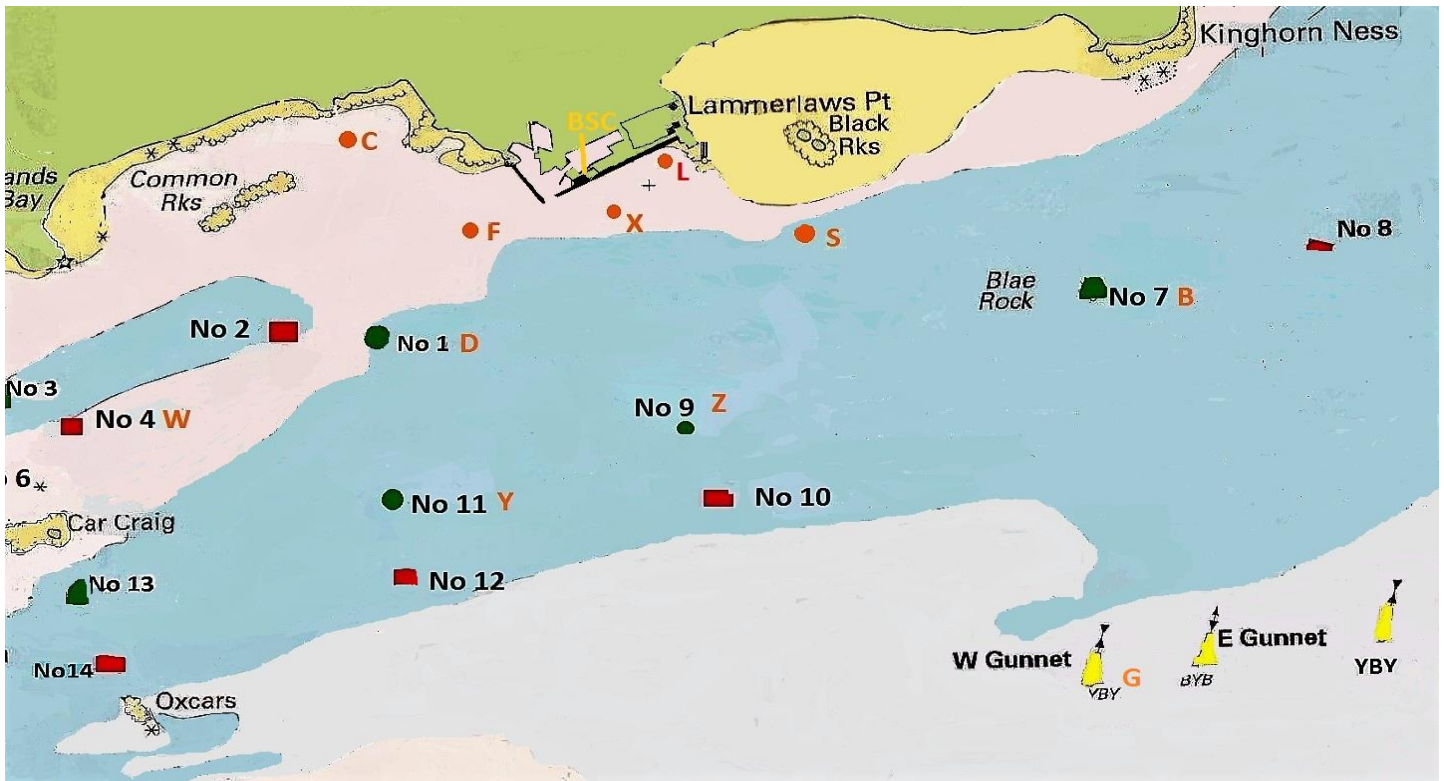 Kinghorn Ness
Lammerlaws Pt
Black
Rks
BSC
C
L
ands
Bay
Common
Rks
F
X
S
No 8
Blae
Rock
No 7 B
No 2
No 1 D
No 3
No 4 W
No 9 Z
6
No 11 Y
No 10
Car Craig
No 13
No 12
W Gunnet
E Gunnet
YBY
No14
G
YBY
BYB
Oxcars